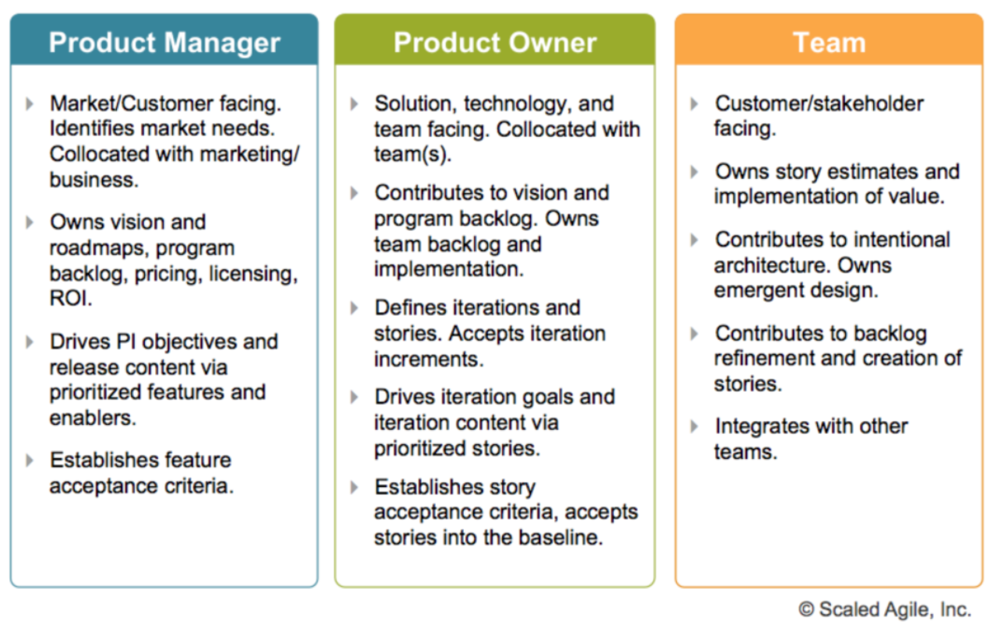 Product Manager
Market/Customer facing.
Identifies market needs.
Collocated with marketing/
business.
Owns vision and
roadmaps, program
backlog, pricing, licensing,
ROI.
Drives PI objectives and
release content via
prioritized features and
enablers.
Establishes feature
acceptance criteria.
Product Owner
Solution, technology, and
team facing. Collocated with
team(s).
Contributes to vision and
program backlog. Owns
team backlog and
implementation.
Defines iterations and
stories. Accepts iteration
increments.
Drives iteration goals and
iteration content via
prioritized stories.
Establishes story
acceptance criteria, accepts
stories into the baseline.
Team
Customer/stakeholder
facing.
Owns story estimates and
implementation of value.
Contributes to intentional
architecture. Owns
emergent design.
Contributes to backlog
refinement and creation of
stories.
Integrates with other
teams.
© Scaled Agile, Inc.